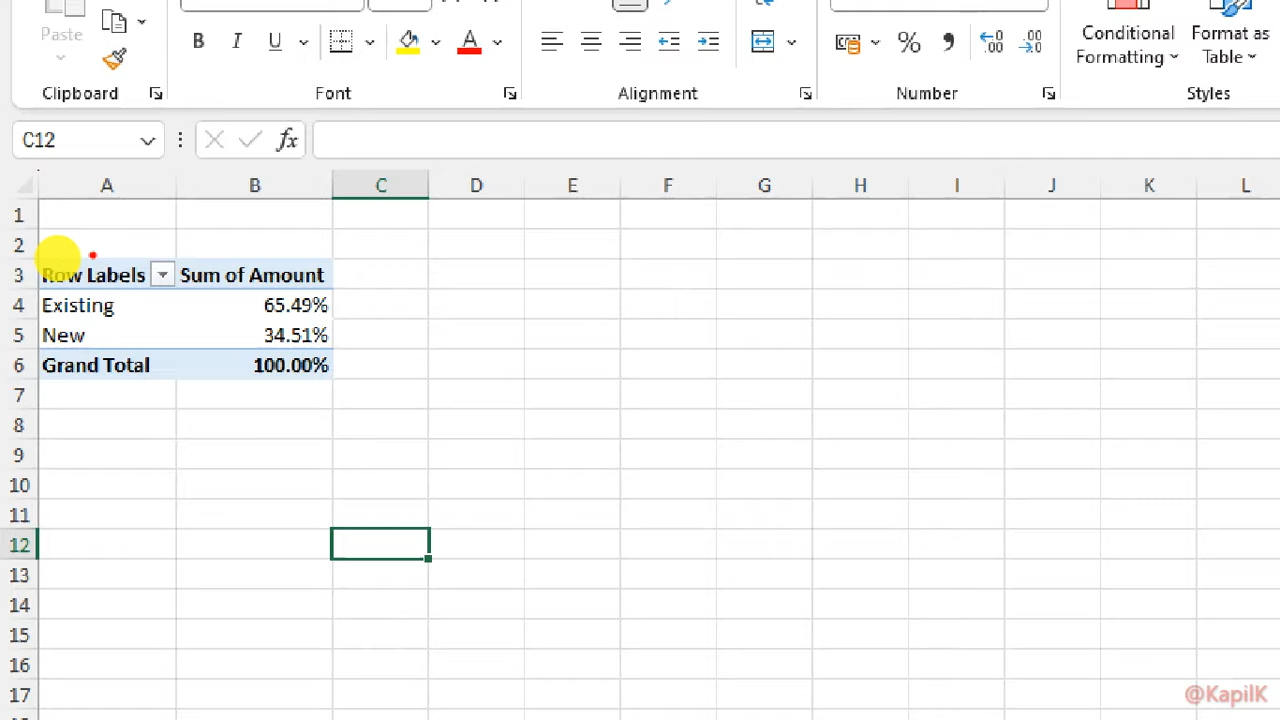 Paste
B I U A
Clipboard Font Alignment Number Styles
Conditional Formatting
Format as Table
C12 fx
A B C D E F G H I J K L
1
2
3 Row Labels Sum of Amount
4 Existing 65.49%
5 New 34.51%
6 Grand Total 100.00%
7
8
9
10
11
12
13
14
15
16
17
@KapilK